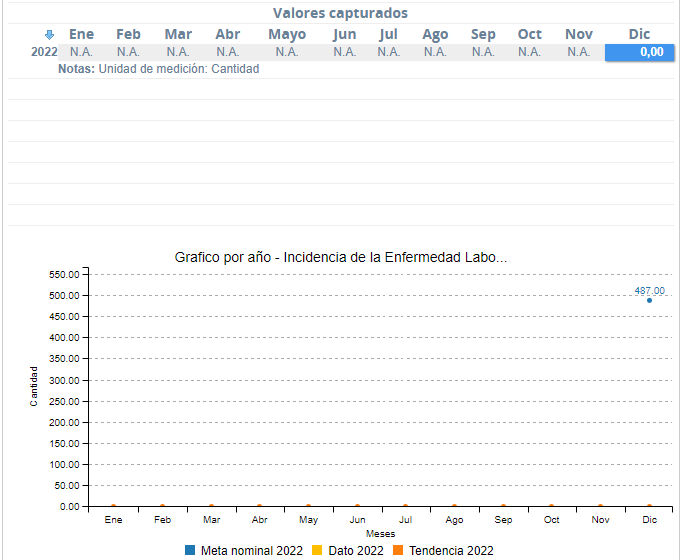 Valores capturados
Ene Feb Mar Abr Mayo Jun Jul Ago Sep Oct Nov Dic
2022 N.A. N.A. N.A. N.A. N.A. N.A. N.A. N.A. N.A. N.A. N.A. 0,00
Notas: Unidad de medición: Cantidad
Grafico por año - Incidencia de la Enfermedad Labo...
550.00
487.00
500.00
450.00
400.00
350.00
300.00
250.00
200.00
150.00
100.00
50.00
0.00
Cantidad
Ene Feb Mar Abr May Jun Jul Ago Sep Oct Nov Dic
Meses
Meta nominal 2022 Dato 2022 Tendencia 2022